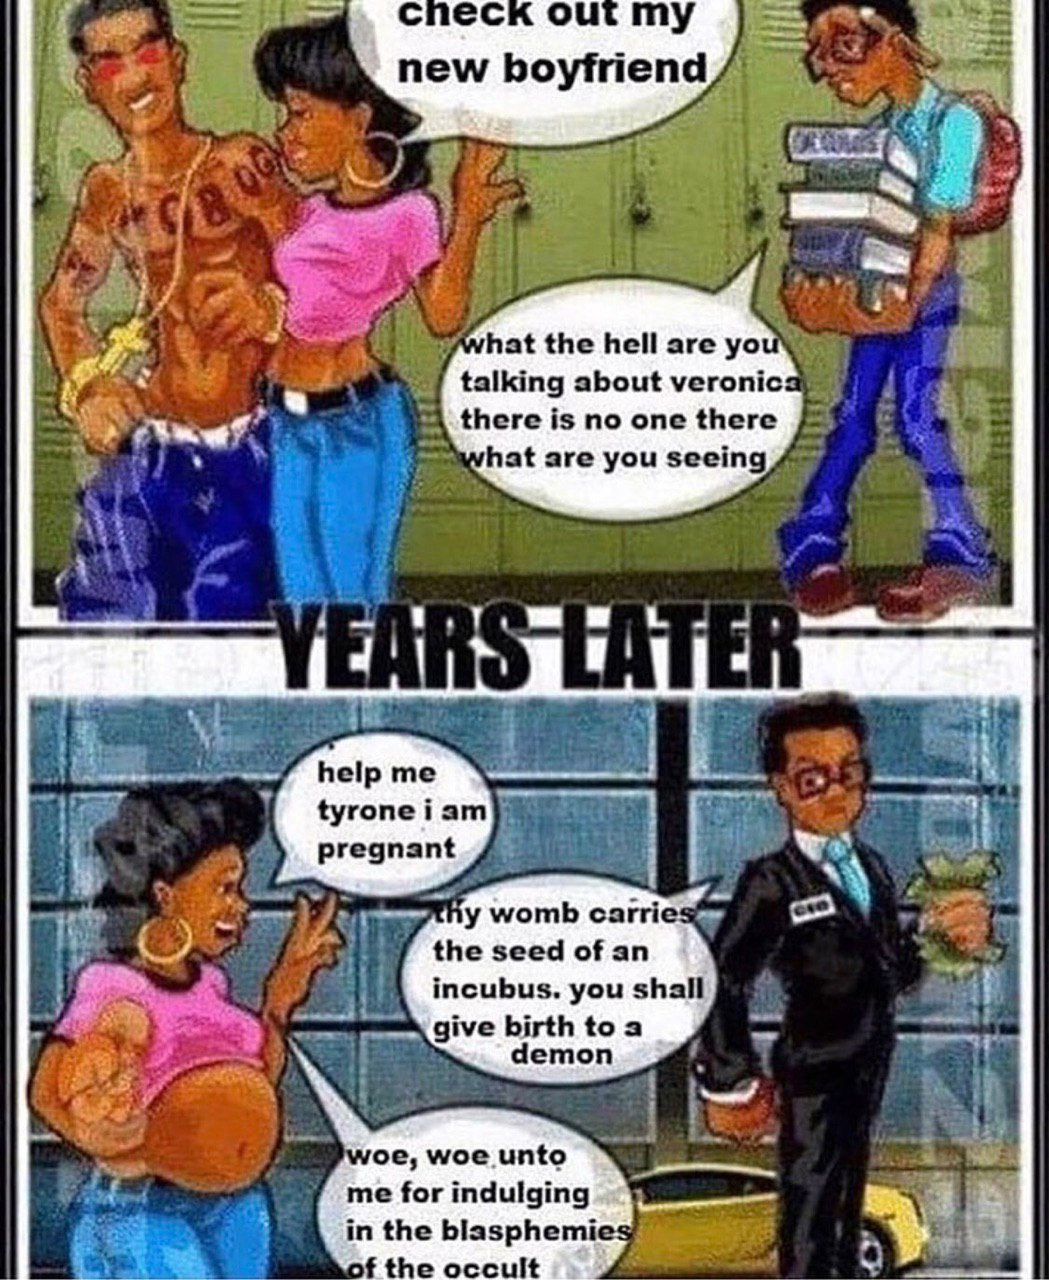 check out my
new boyfriend
what the hell are you
talking about veronica
there is no one there
what are you seeing
YEARS LATER
help me
tyrone i am
pregnant
thy womb carries
the seed of an
incubus. you shall
give birth to a
demon
CEO
woe, woe unto
me for indulging
in the blasphemies
of the occult